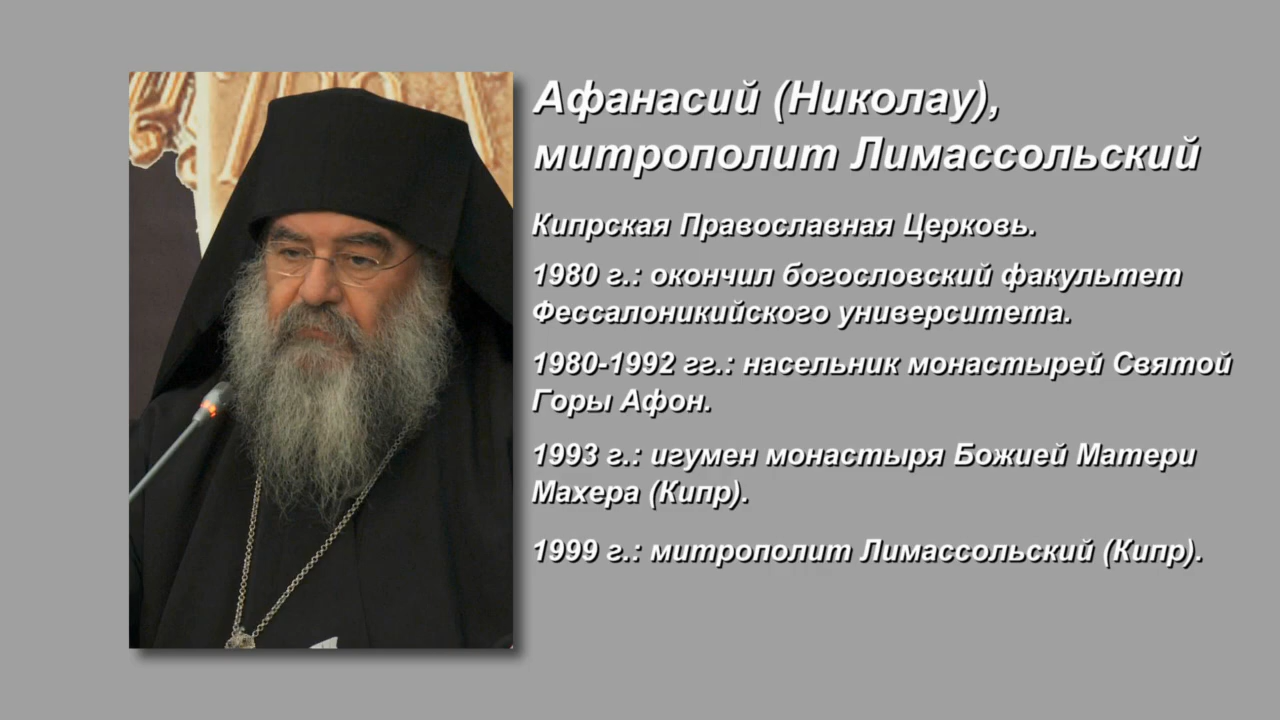 Афанасий (Николау),
митрополит Лимассольский
Кипрская Православная Церковь.
1980 г.: окончил богословский факультет
Фессалоникийского университета.
1980-1992 гг.: насельник монастырей Святой
Горы Афон.
1993 г.: игумен монастыря Божией Матери
Махера (Кипр).
1999 г.: митрополит Лимассольский (Кипр).